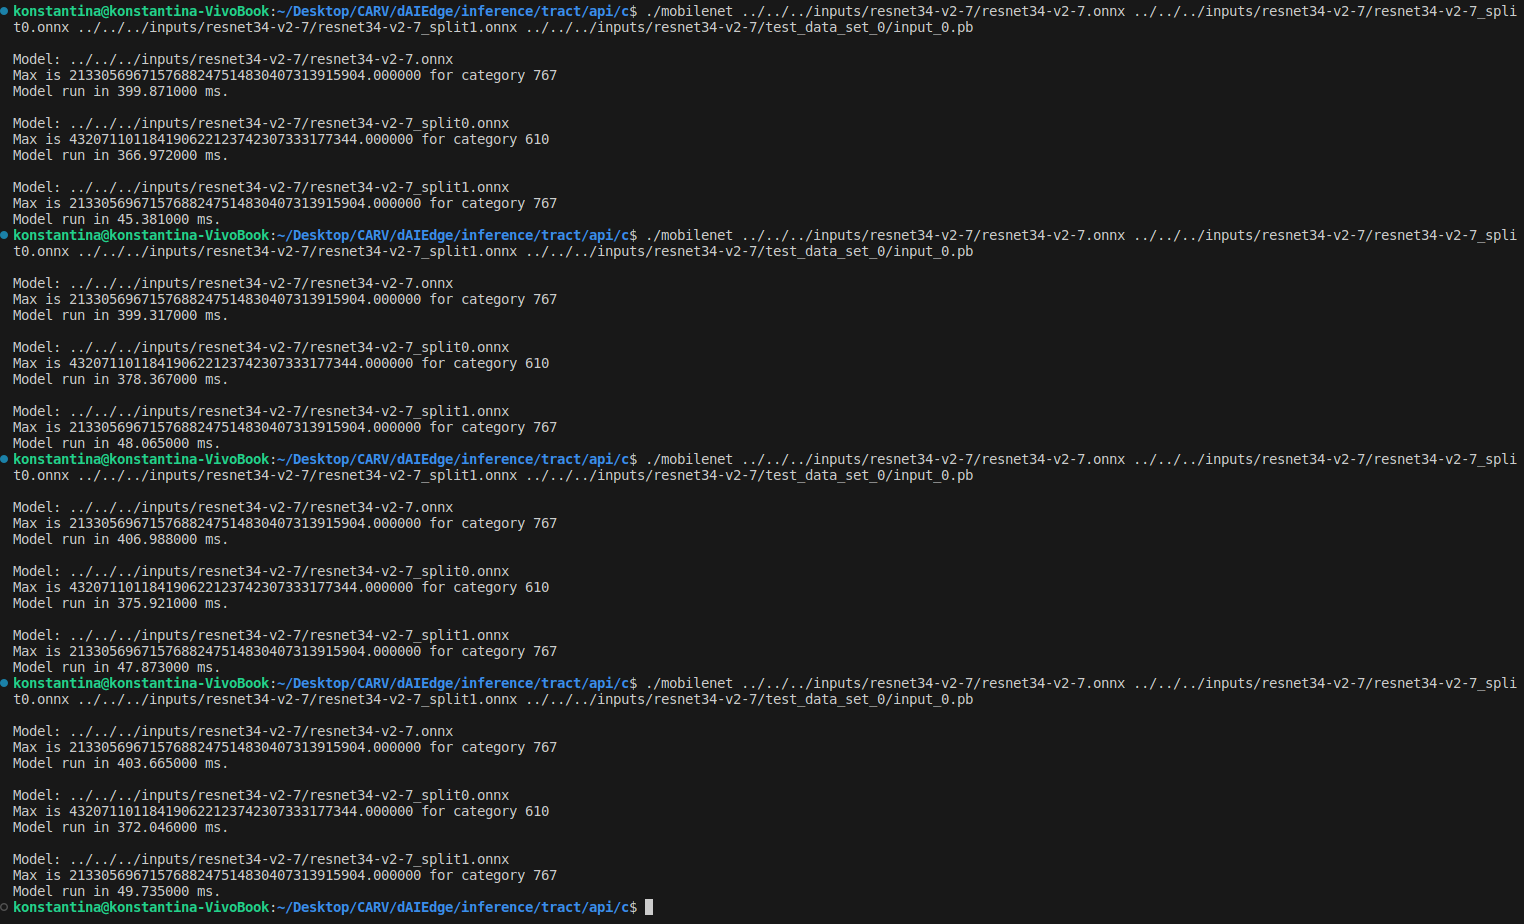 konstantina@konstantina-VivoBook:~/Desktop/CARV/dAIEdge/inference/tract/api/c$ ./mobilenet ../../../inputs/resnet34-v2-7/resnet34-v2-7.onnx ../../../inputs/resnet34-v2-7/resnet34-v2-7_spli
t0.onnx ../../../inputs/resnet34-v2-7/resnet34-v2-7_split1.onnx ../../../inputs/resnet34-v2-7/test_data_set_0/input_0.pb
Model: ../../../inputs/resnet34-v2-7/resnet34-v2-7.onnx
Max is 21330569671576882475148304073139159​04.000000 for category 767
Model run in 399.871000 ms.
Model: ../../../inputs/resnet34-v2-7/resnet34-v2-7_split0.onnx
Max is 4320711011841906221237423073331773​44.000000 for category 610
Model run in 366.972000 ms.
Model: ../../../inputs/resnet34-v2-7/resnet34-v2-7_split1.onnx
Max is 2133056967157688247514830407313915904.000000 for category 767
Model run in 45.381000 ms.
konstantina@konstantina-VivoBook:~/Desktop/CARV/dAIEdge/inference/tract/api/c$ ./mobilenet ../../../inputs/resnet34-v2-7/resnet34-v2-7.onnx ../../../inputs/resnet34-v2-7/resnet34-v2-7_spli
t0.onnx ../../../inputs/resnet34-v2-7/resnet34-v2-7_split1.onnx ../../../inputs/resnet34-v2-7/test_data_set_0/input_0.pb
Model: ../../../inputs/resnet34-v2-7/resnet34-v2-7.onnx
Max is 2133056967157688247514830407313915904.000000 for category 767
Model run in 399.317000 ms.
Model: ../../../inputs/resnet34-v2-7/resnet34-v2-7_split0.onnx
Max is 432071101184190622123742307333177344.000000 for category 610
Model run in 378.367000 ms.
Model: ../../../inputs/resnet34-v2-7/resnet34-v2-7_split1.onnx
Max is 2133056967157688247514830407313915904.000000 for category 767
Model run in 48.065000 ms.
konstantina@konstantina-VivoBook:~/Desktop/CARV/dAIEdge/inference/tract/api/c$ ./mobilenet ../../../inputs/resnet34-v2-7/resnet34-v2-7.onnx ../../../inputs/resnet34-v2-7/resnet34-v2-7_spli
t0.onnx ../../../inputs/resnet34-v2-7/resnet34-v2-7_split1.onnx ../../../inputs/resnet34-v2-7/test_data_set_0/input_0.pb
Model: ../../../inputs/resnet34-v2-7/resnet34-v2-7.onnx
Max is 2133056967157688247514830407313915904.000000 for category 767
Model run in 406.988000 ms.
Model: ../../../inputs/resnet34-v2-7/resnet34-v2-7_split0.onnx
Max is 432071101184190622123742307333177344.000000 for category 610
Model run in 375.921000 ms.
Model: ../../../inputs/resnet34-v2-7/resnet34-v2-7_split1.onnx
Max is 2133056967157688247514830407313915904.000000 for category 767
Model run in 47.873000 ms.
konstantina@konstantina-VivoBook:~/Desktop/CARV/dAIEdge/inference/tract/api/c$ ./mobilenet ../../../inputs/resnet34-v2-7/resnet34-v2-7.onnx ../../../inputs/resnet34-v2-7/resnet34-v2-7_spli
t0.onnx ../../../inputs/resnet34-v2-7/resnet34-v2-7_split1.onnx ../../../inputs/resnet34-v2-7/test_data_set_0/input_0.pb
Model: ../../../inputs/resnet34-v2-7/resnet34-v2-7.onnx
Max is 2133056967157688247514830407313915904.000000 for category 767
Model run in 403.665000 ms.
Model: ../../../inputs/resnet34-v2-7/resnet34-v2-7_split0.onnx
Max is 432071101184190622123742307333177344.000000 for category 610
Model run in 372.046000 ms.
Model: ../../../inputs/resnet34-v2-7/resnet34-v2-7_split1.onnx
Max is 2133056967157688247514830407313915904.000000 for category 767
Model run in 49.735000 ms.
konstantina@konstantina-VivoBook:~/Desktop/CARV/dAIEdge/inference/tract/api/c$